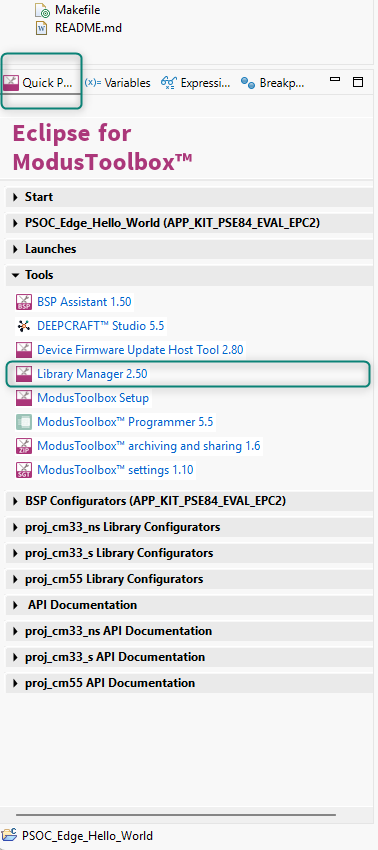 Makefile
README.md
Quick P...
(x)= Variables
Expressi...
Breakp...
Eclipse for
ModusToolbox™
Start
PSOC_Edge_Hello_World (APP_KIT_PSE84_EVAL_EPC2)
Launches
Tools
BSP BSP Assistant 1.50
DEEPCRAFT™ Studio 5.5
Device Firmware Update Host Tool 2.80
Library Manager 2.50
ModusToolbox Setup
ModusToolbox™ Programmer 5.5
ZIP ModusToolbox™ archiving and sharing 1.6
SGT ModusToolbox™ settings 1.10
BSP Configurators (APP_KIT_PSE84_EVAL_EPC2)
proj_cm33_ns Library Configurators
proj_cm33_s Library Configurators
proj_cm55 Library Configurators
API Documentation
proj_cm33_ns API Documentation
proj_cm33_s API Documentation
proj_cm55 API Documentation
PSOC_Edge_Hello_World